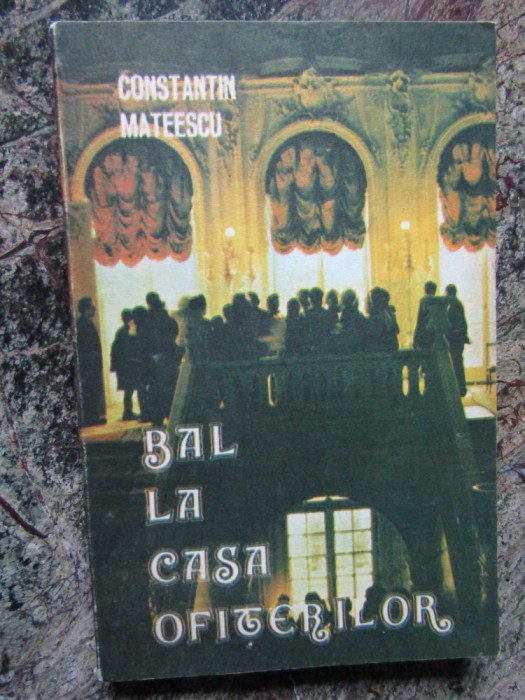 CONSTANTIN
MATEESCU
BAL
LA
CASA
OFITERILOR